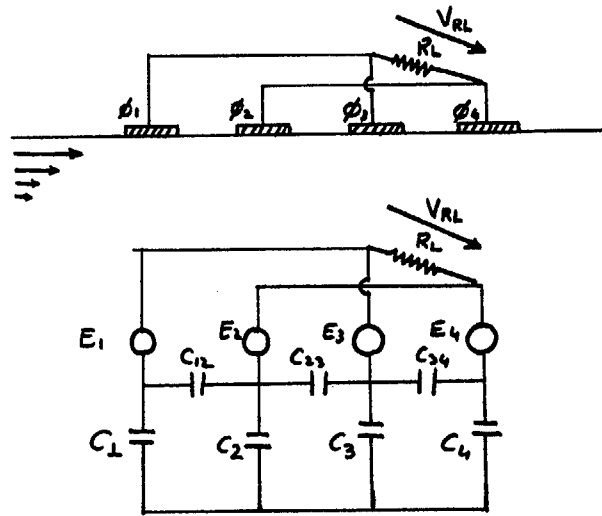 V_RL
R_L
ϕ₁ ϕ₂ ϕ₃ ϕ₄
V_RL
R_L
E₁ E₂ E₃ E₄
C₁₂ C₂₃ C₃₄
C₁ C₂ C₃ C₄